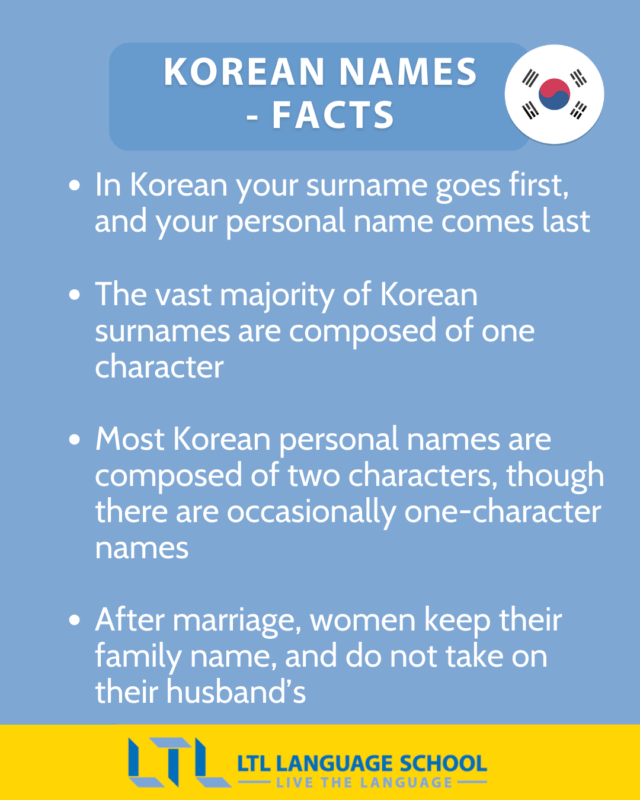 KOREAN NAMES
- FACTS
• In Korean your surname goes first,
and your personal name comes last
• The vast majority of Korean
surnames are composed of one
character
• Most Korean personal names are
composed of two characters, though
there are occasionally one-character
names
• After marriage, women keep their
family name, and do not take on
their husband's
LTL LTL LANGUAGE SCHOOL
LIVE THE LANGUAGE